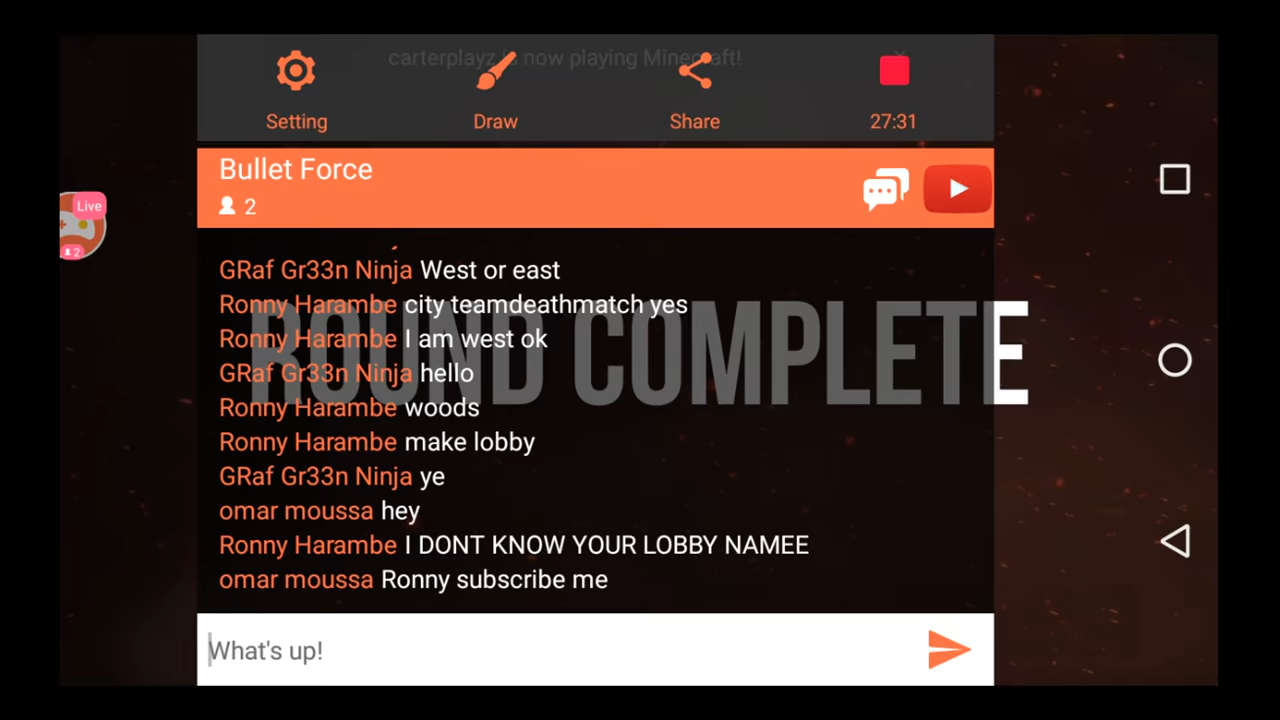 carterplayz is now playing Minecraft!
Setting
Draw
Share
27:31
Bullet Force
2
Live
2
GRaf Gr33n Ninja West or east
Ronny Harambe city teamdeathmatch yes
Ronny Harambe I am west ok
GRaf Gr33n Ninja hello
Ronny Harambe woods
Ronny Harambe make lobby
GRaf Gr33n Ninja ye
omar moussa hey
Ronny Harambe I DONT KNOW YOUR LOBBY NAMEE
omar moussa Ronny subscribe me
ROUND COMPLETE
What's up!